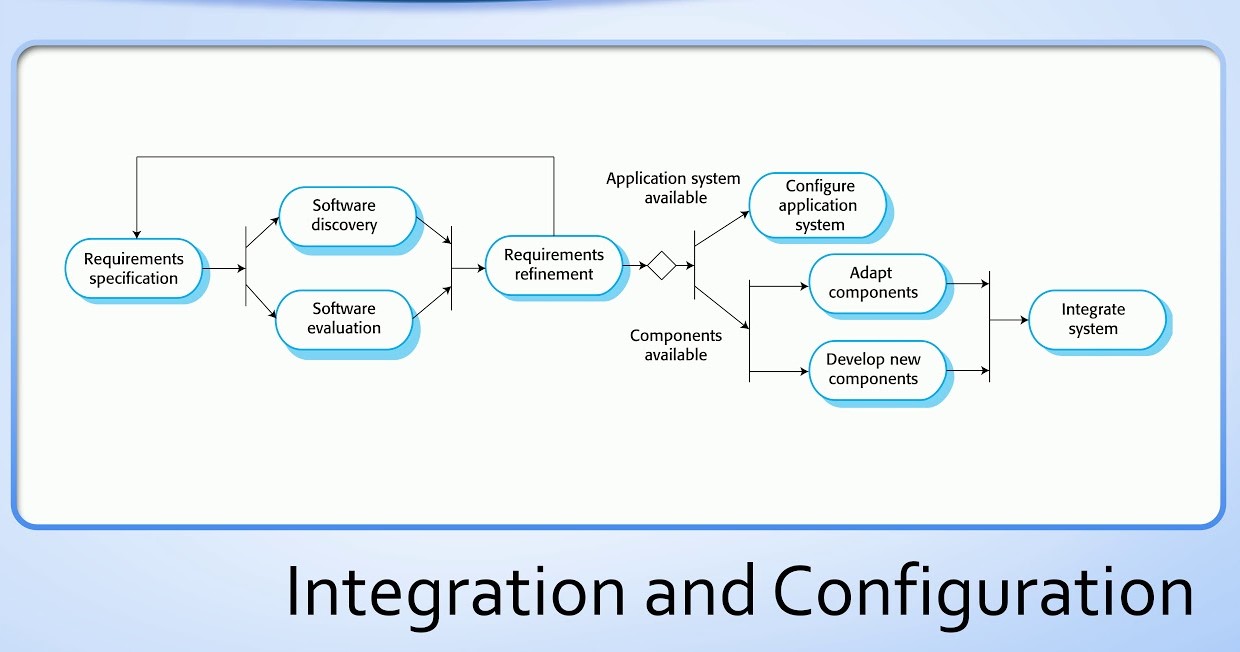 Requirements
specification
Software
discovery
Software
evaluation
Requirements
refinement
Application system
available
Components
available
Configure
application
system
Adapt
components
Develop new
components
Integrate
system
Integration and Configuration